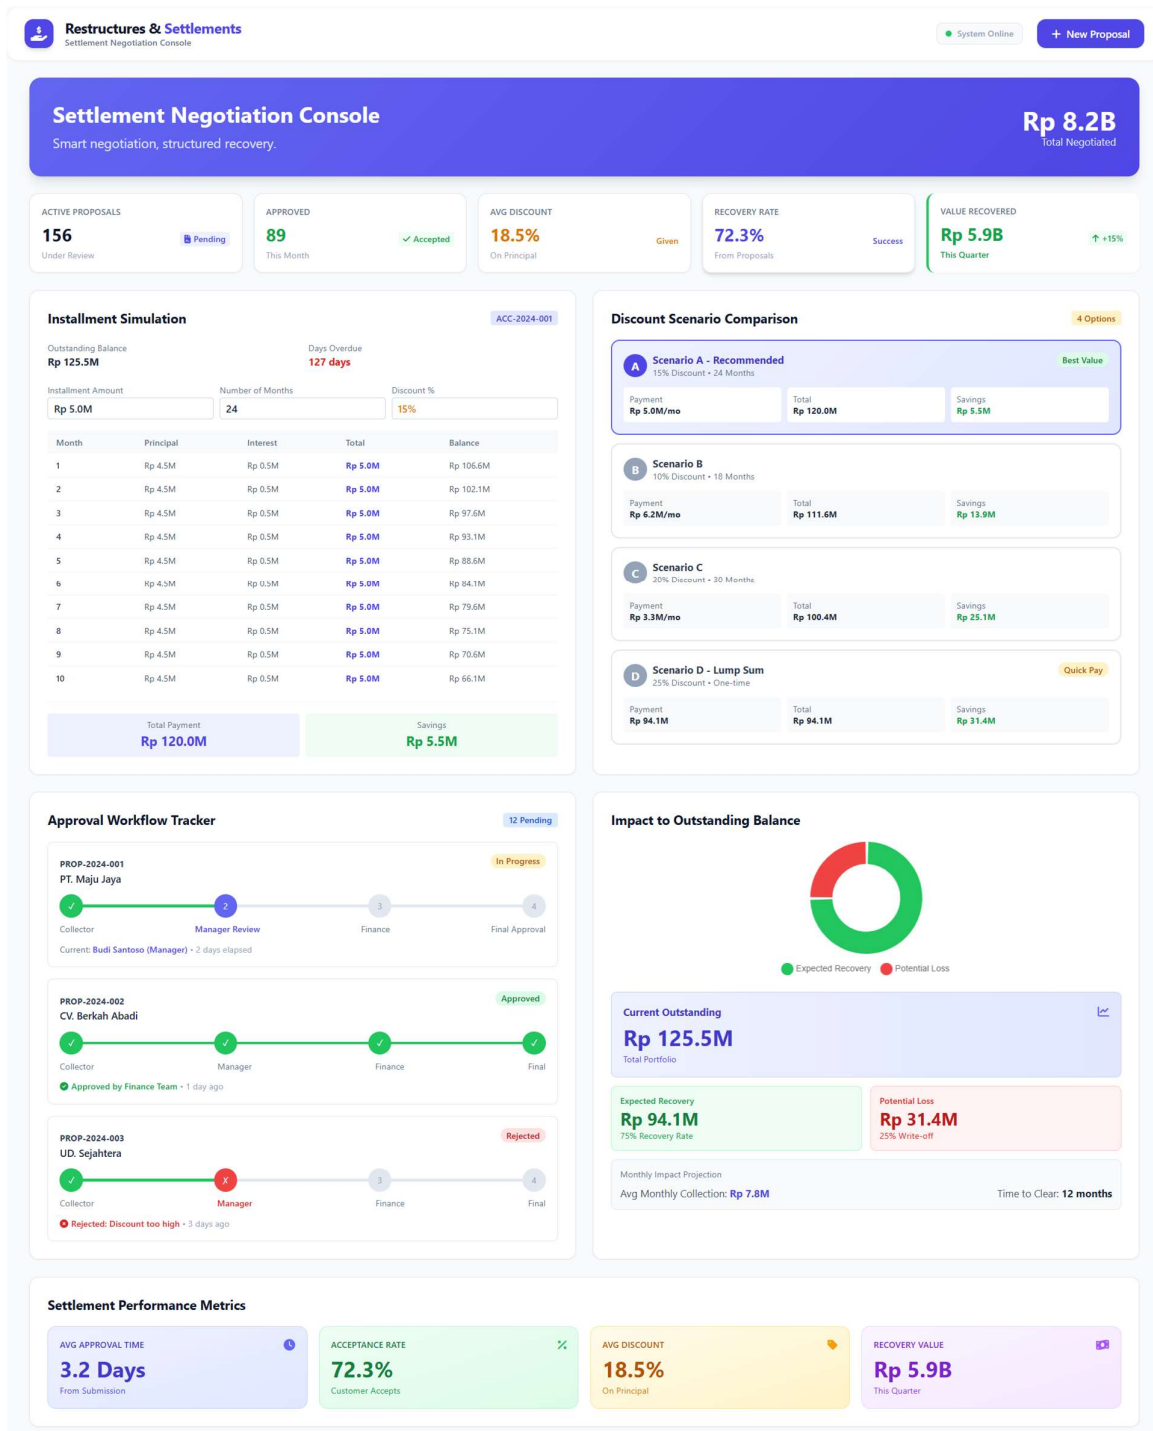 Restructures & Settlements
Settlement Negotiation Console
System Online
+ New Proposal
Settlement Negotiation Console
Smart negotiation, structured recovery.
Rp 8.2B
Total Negotiated
ACTIVE PROPOSALS
156
Pending
Under Review
APPROVED
89
Accepted
This Month
AVG DISCOUNT
18.5%
Given
On Principal
RECOVERY RATE
72.3%
Success
From Proposals
VALUE RECOVERED
Rp 5.9B
+15%
This Quarter
Installment Simulation
ACC-2024-001
Outstanding Balance Days Overdue
Rp 125.5M 127 days
Installment Amount Number of Months Discount %
Rp 5.0M 24 15%
Month Principal Interest Total Balance
1 Rp 4.5M Rp 0.5M Rp 5.0M Rp 106.6M
2 Rp 4.5M Rp 0.5M Rp 5.0M Rp 102.1M
3 Rp 4.5M Rp 0.5M Rp 5.0M Rp 97.6M
4 Rp 4.5M Rp 0.5M Rp 5.0M Rp 93.1M
5 Rp 4.5M Rp 0.5M Rp 5.0M Rp 88.6M
6 Rp 4.5M Rp 0.5M Rp 5.0M Rp 84.1M
7 Rp 4.5M Rp 0.5M Rp 5.0M Rp 79.6M
8 Rp 4.5M Rp 0.5M Rp 5.0M Rp 75.1M
9 Rp 4.5M Rp 0.5M Rp 5.0M Rp 70.6M
10 Rp 4.5M Rp 0.5M Rp 5.0M Rp 66.1M
Total Payment
Rp 120.0M
Savings
Rp 5.5M
Discount Scenario Comparison
4 Options
A
Scenario A - Recommended
15% Discount • 24 Months
Best Value
Payment Total Savings
Rp 5.0M/mo Rp 120.0M Rp 5.5M
B
Scenario B
10% Discount • 18 Months
Payment Total Savings
Rp 6.2M/mo Rp 111.6M Rp 13.9M
C
Scenario C
20% Discount • 30 Months
Payment Total Savings
Rp 3.3M/mo Rp 100.4M Rp 25.1M
D
Scenario D - Lump Sum
25% Discount • One-time
Quick Pay
Payment Total Savings
Rp 94.1M Rp 94.1M Rp 31.4M
Approval Workflow Tracker
12 Pending
PROP-2024-001
PT. Maju Jaya
In Progress
✓ 2 3 4
Collector Manager Review Finance Final Approval
Current: Budi Santoso (Manager) • 2 days elapsed
PROP-2024-002
CV. Berkah Abadi
Approved
✓ ✓ ✓ ✓
Collector Manager Finance Final
Approved by Finance Team • 1 day ago
PROP-2024-003
UD. Sejahtera
Rejected
✓ ✗ 3 4
Collector Manager Finance Final
Rejected: Discount too high • 3 days ago
Impact to Outstanding Balance
Expected Recovery Potential Loss
Current Outstanding
Rp 125.5M
Total Portfolio
Expected Recovery
Rp 94.1M
75% Recovery Rate
Potential Loss
Rp 31.4M
25% Write-off
Monthly Impact Projection
Avg Monthly Collection: Rp 7.8M Time to Clear: 12 months
Settlement Performance Metrics
AVG APPROVAL TIME
3.2 Days
From Submission
ACCEPTANCE RATE
72.3%
Customer Accepts
AVG DISCOUNT
18.5%
On Principal
RECOVERY VALUE
Rp 5.9B
This Quarter